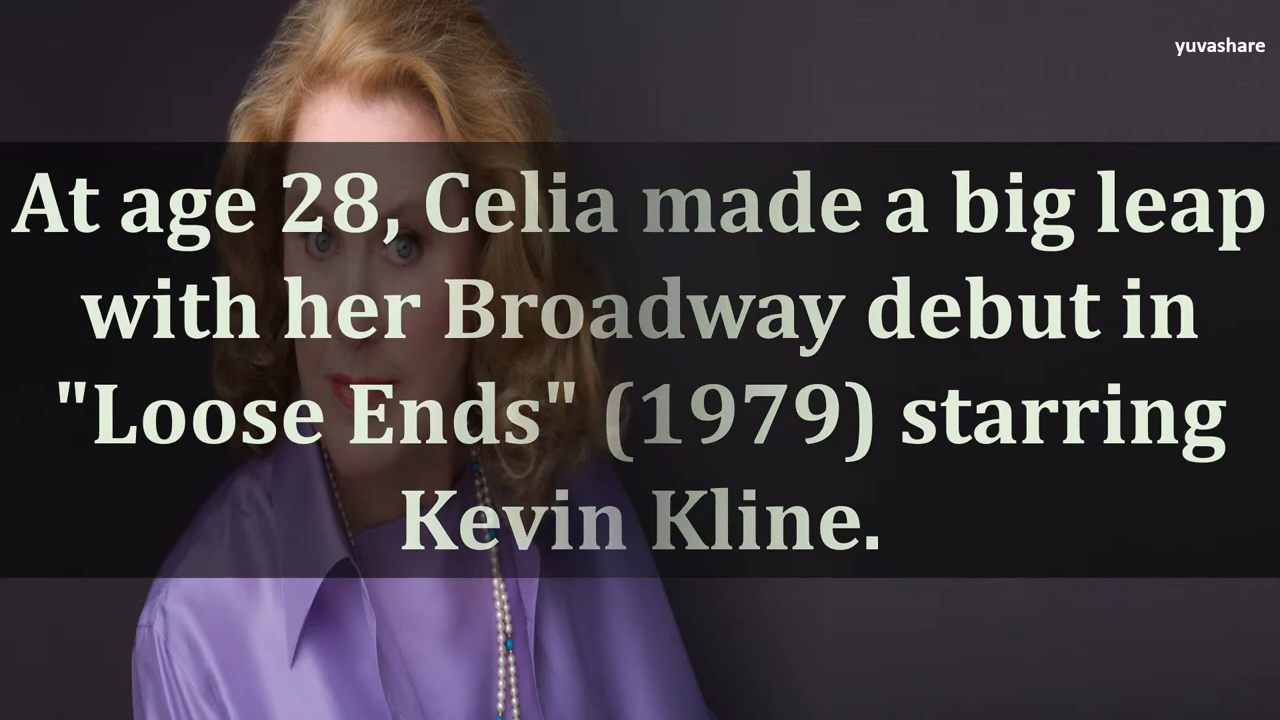 yuvashare
At age 28, Celia made a big leap
with her Broadway debut in
"Loose Ends" (1979) starring
Kevin Kline.